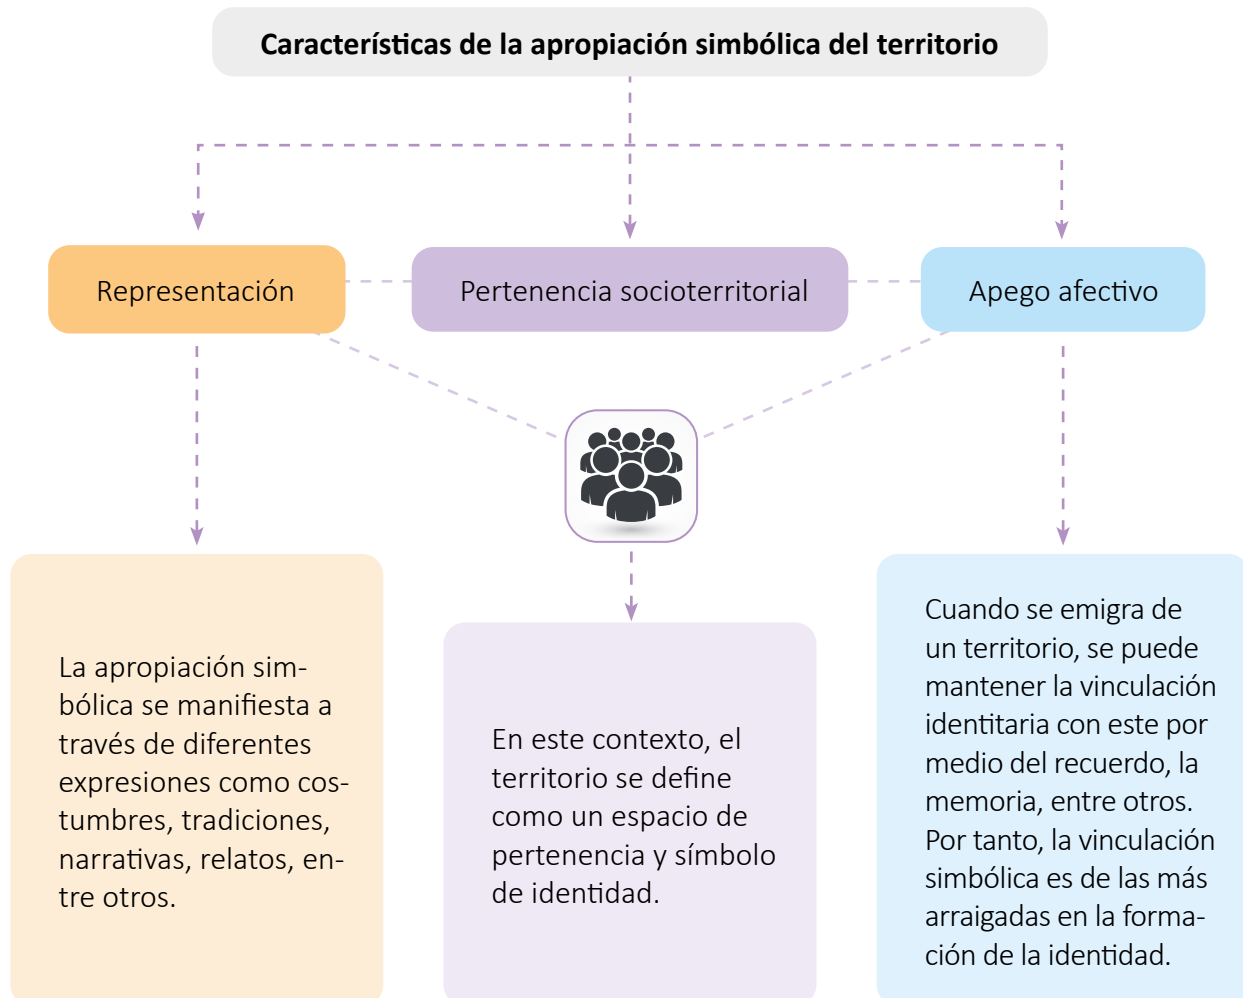 Características de la apropiación simbólica del territorio
Representación
Pertenencia socioterritorial
Apego afectivo
La apropiación sim-
bólica se manifiesta a
través de diferentes
expresiones como cos-
tumbres, tradiciones,
narrativas, relatos, en-
tre otros.
En este contexto, el
territorio se define
como un espacio de
pertenencia y símbolo
de identidad.
Cuando se emigra de
un territorio, se puede
mantener la vinculación
identitaria con este por
medio del recuerdo, la
memoria, entre otros.
Por tanto, la vinculación
simbólica es de las más
arraigadas en la forma-
ción de la identidad.